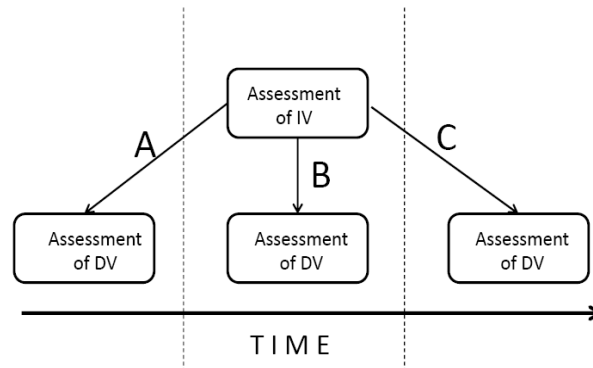 Assessment
of IV
A
B
C
Assessment
of DV
Assessment
of DV
Assessment
of DV
TIME